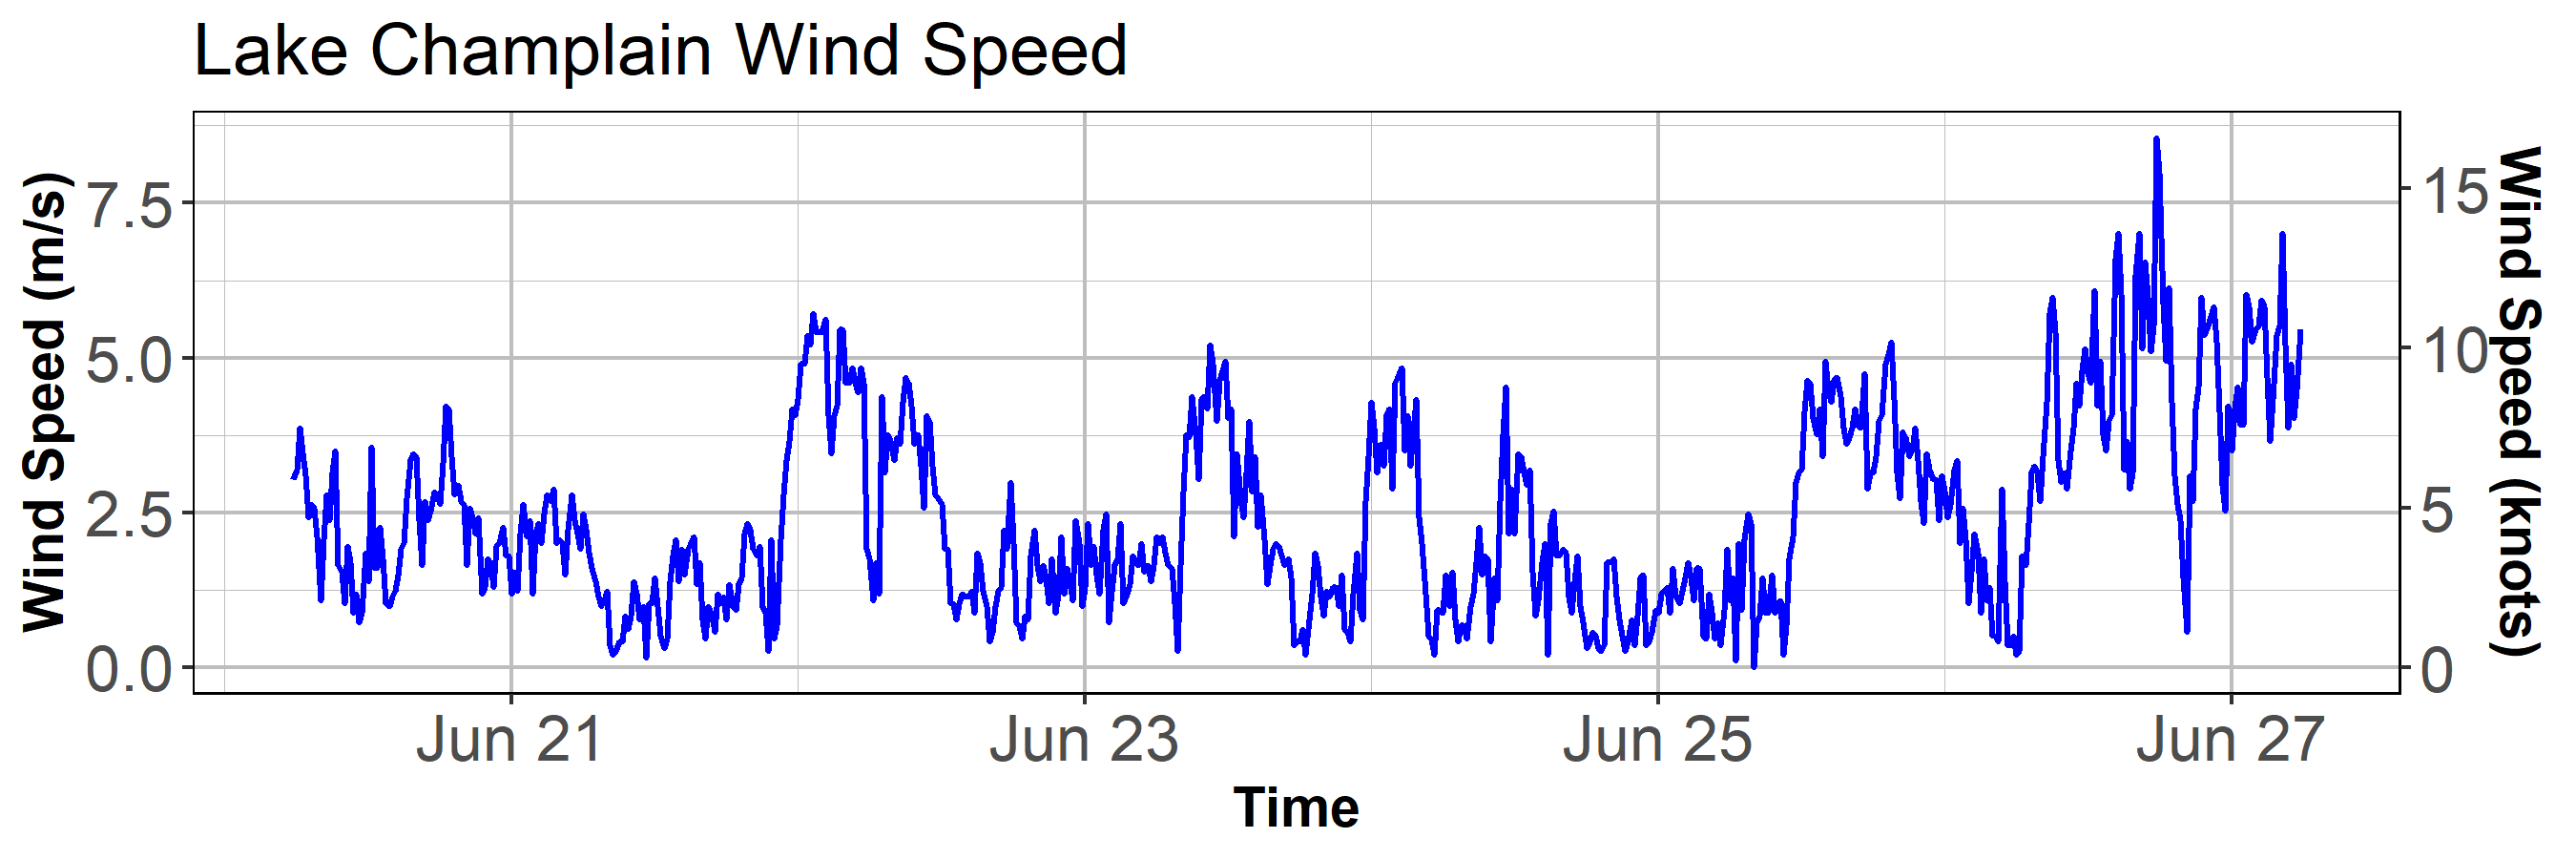 Lake Champlain Wind Speed
Wind Speed (m/s)
7.5
5.0
2.5
0.0
15
10
5
0
Wind Speed (knots)
Jun 21
Jun 23
Jun 25
Jun 27
Time